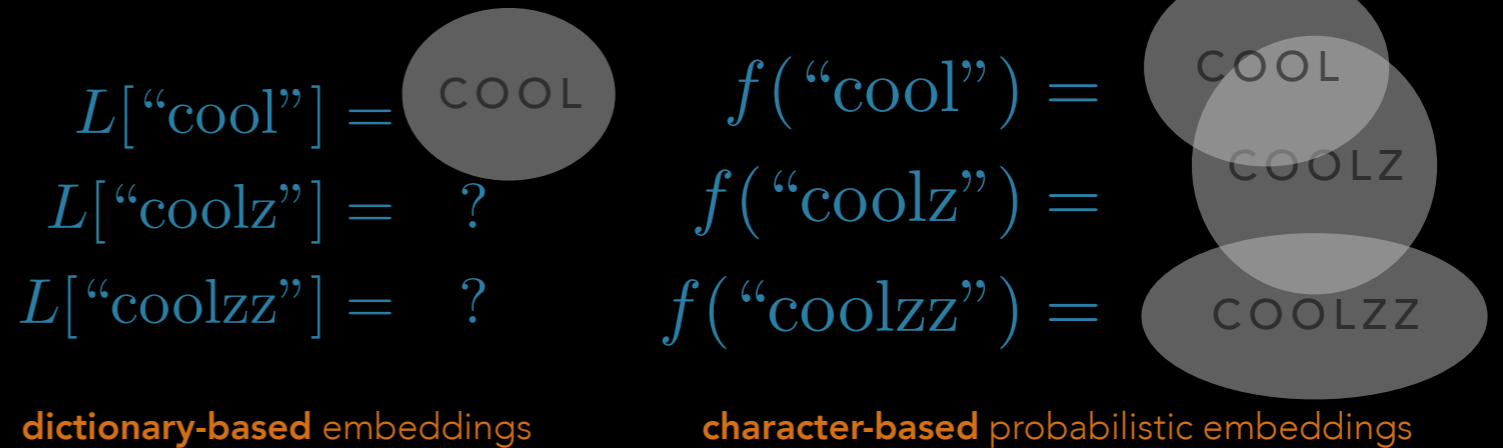 L["cool"] = COOL
L["coolz"] = ?
L["coolzz"] = ?
dictionary-based embeddings
f("cool") = COOL
f("coolz") = COOLZ
f("coolzz") = COOLZZ
character-based probabilistic embeddings